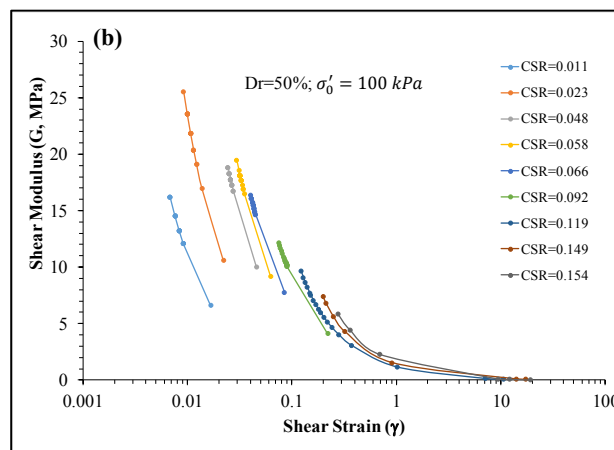 (b)
Dr=50%; σ′₀ = 100 kPa
Shear Modulus (G, MPa)
30
25
20
15
10
5
0
0.001
0.01
0.1
1
10
100
Shear Strain (γ)
CSR=0.011
CSR=0.023
CSR=0.048
CSR=0.058
CSR=0.066
CSR=0.092
CSR=0.119
CSR=0.149
CSR=0.154